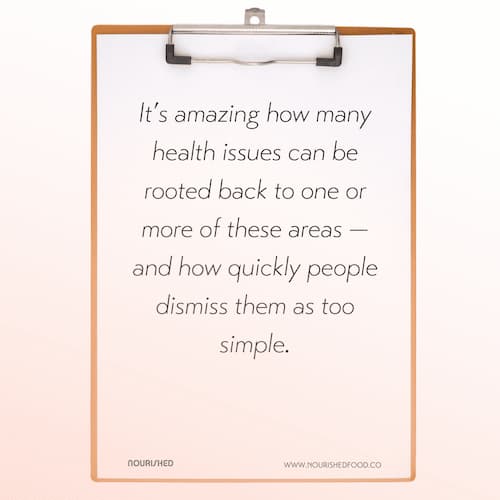 It's amazing how many
health issues can be
rooted back to one or
more of these areas —
and how quickly people
dismiss them as too
simple.
NOURISHED
WWW.NOURISHEDFOOD.CO